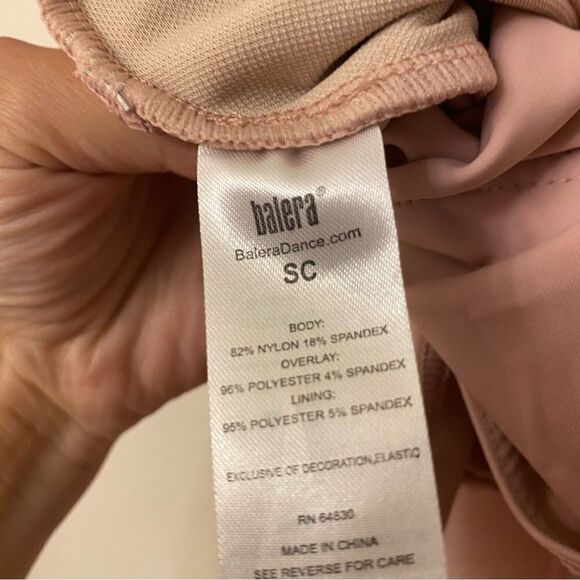 balera®
BaleraDance.com
SC
BODY:
82% NYLON 18% SPANDEX
OVERLAY:
96% POLYESTER 4% SPANDEX
LINING:
95% POLYESTER 5% SPANDEX
EXCLUSIVE OF DECORATION,ELASTIC
RN 64830
MADE IN CHINA
SEE REVERSE FOR CARE